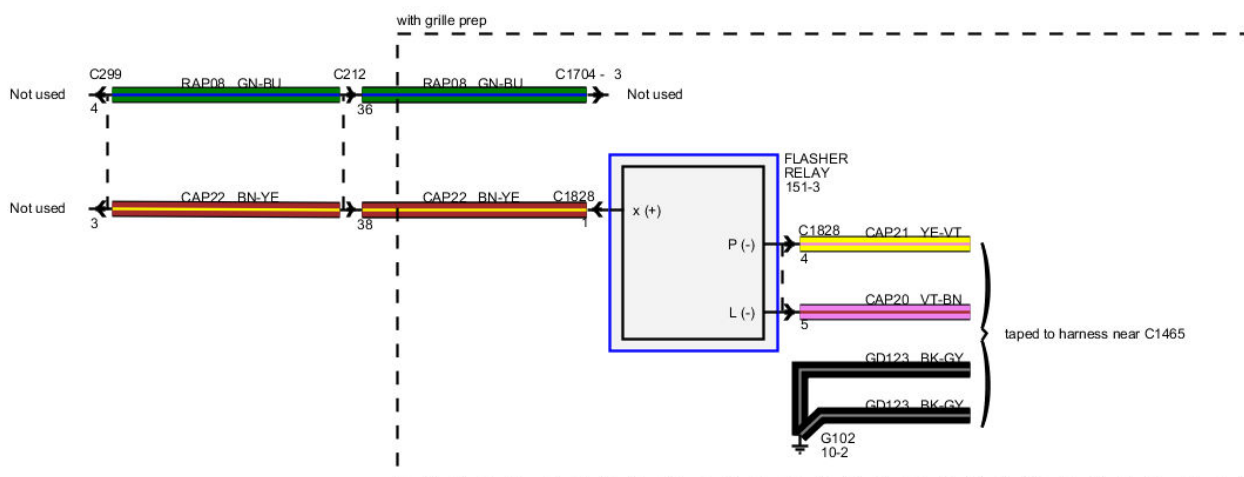 with grille prep
C299
RAP08 GN-BU
C212
RAP08 GN-BU
C1704 - 3
Not used
4
36
Not used
Not used
CAP22 BN-YE
CAP22 BN-YE
C1828
3
38
1
x (+)
FLASHER
RELAY
151-3
P (-)
C1828
CAP21 YE-VT
4
L (-)
CAP20 VT-BN
5
taped to harness near C1465
GD123 BK-GY
GD123 BK-GY
G102
10-2